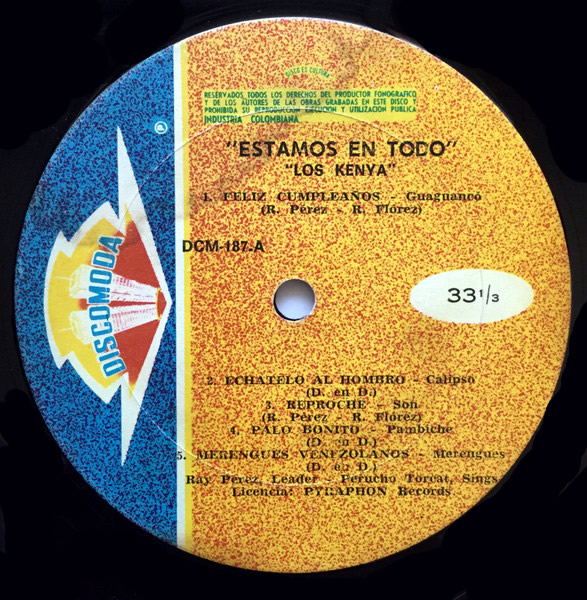 DISCO ES CULTURA
RESERVADOS TODOS LOS DERECHOS DEL PRODUCTOR FONOGRAFICO
Y DE LOS AUTORES DE LAS OBRAS GRABADAS EN ESTE DISCO Y
PROHIBIDA SU REPRODUCCION EJECUCION Y UTILIZACION PUBLICA
INDUSTRIA COLOMBIANA
Ⓟ
"ESTAMOS EN TODO"
"LOS KENYA"
1. FELIZ CUMPLEAÑOS - Guaguancó
(R. Pérez - R. Flórez)
DCM-187.A
DISCOMODA
33 1/3
2. ECHATELO AL HOMBRO - Calipso
(D. en D.)
3. REPROCHE - Son
(R. Pérez - R. Flórez)
4. PALO BONITO - Pambiche
(D. en D.)
5. MERENGUES VENEZOLANOS - Merengues
(D. en D.)
Ray Pérez, Leader - Perucho Torcat, Sings
Licencia: PYRAPHON Records